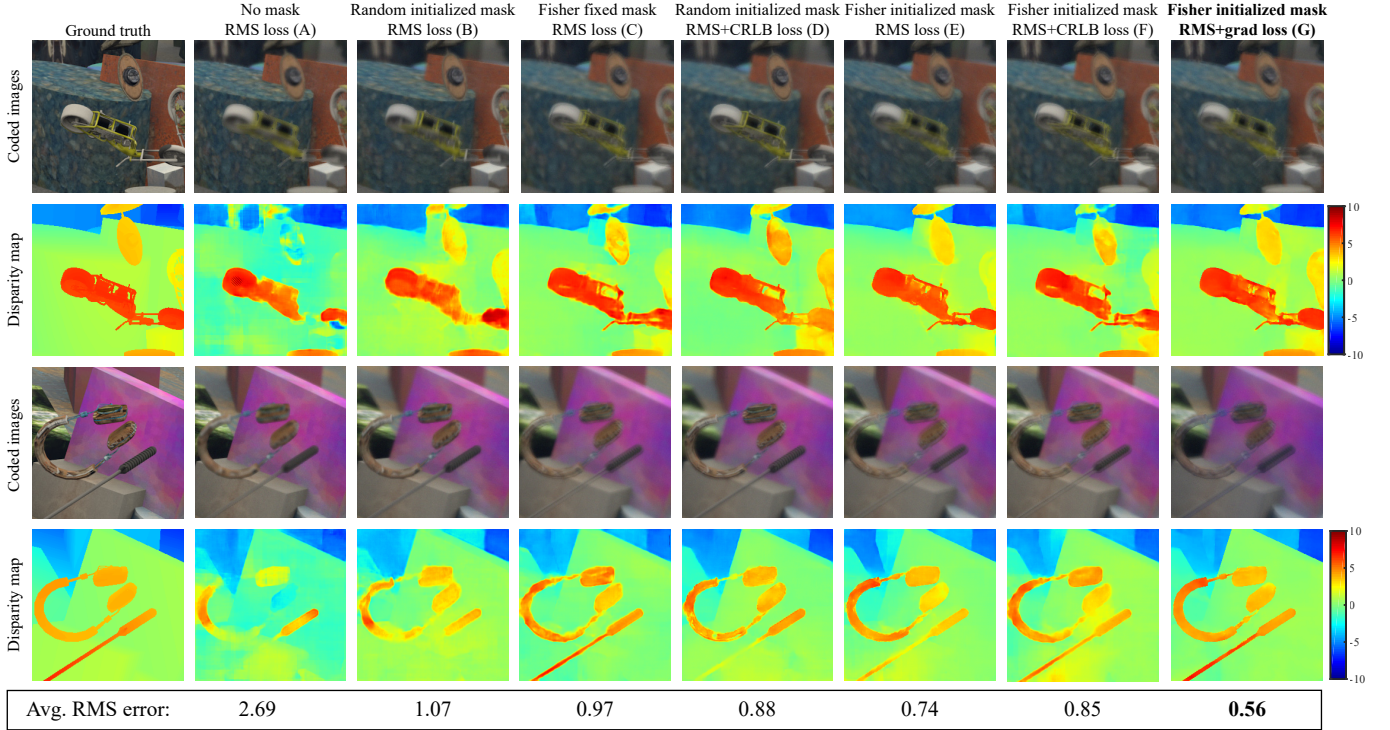 Ground truth
No mask
RMS loss (A)
Random initialized mask
RMS loss (B)
Fisher fixed mask
RMS loss (C)
Random initialized mask
RMS+CRLB loss (D)
Fisher initialized mask
RMS loss (E)
Fisher initialized mask
RMS+CRLB loss (F)
Fisher initialized mask
RMS+grad loss (G)
Coded images
Disparity map
10
5
0
-5
-10
Coded images
Disparity map
10
5
0
-5
-10
Avg. RMS error: 2.69 1.07 0.97 0.88 0.74 0.85 0.56